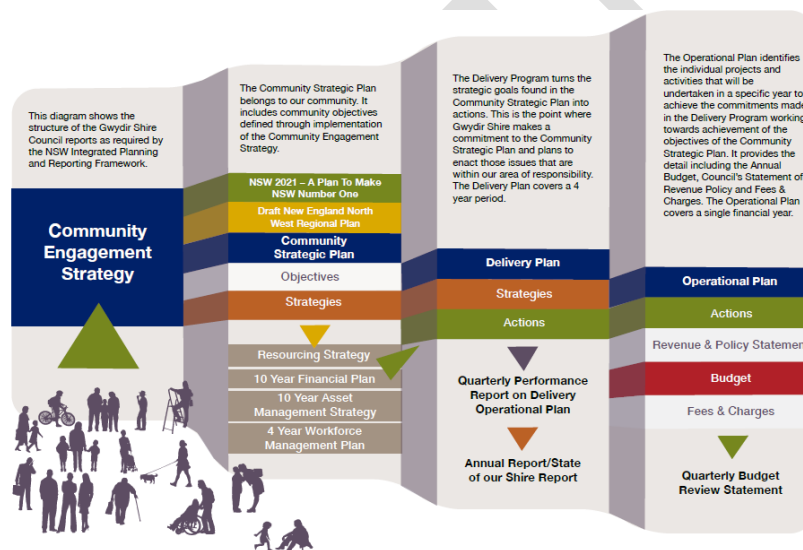 This diagram shows the
structure of the Gwydir Shire
Council reports as required by
the NSW Integrated Planning
and Reporting Framework.
Community
Engagement
Strategy
The Community Strategic Plan
belongs to our community. It
includes community objectives
defined through implementation
of the Community Engagement
Strategy.
NSW 2021 – A Plan To Make
NSW Number One
Draft New England North
West Regional Plan
Community
Strategic Plan
Objectives
Strategies
Resourcing Strategy
10 Year Financial Plan
10 Year Asset
Management Strategy
4 Year Workforce
Management Plan
The Delivery Program turns the
strategic goals found in the
Community Strategic Plan into
actions. This is the point where
Gwydir Shire makes a
commitment to the Community
Strategic Plan and plans to
enact those issues that are
within our area of responsibility.
The Delivery Plan covers a 4
year period.
Delivery Plan
Strategies
Actions
Quarterly Performance
Report on Delivery
Operational Plan
Annual Report/State
of our Shire Report
The Operational Plan identifies
the individual projects and
activities that will be
undertaken in a specific year to
achieve the commitments made
in the Delivery Program working
towards achievement of the
objectives of the Community
Strategic Plan. It provides the
detail including the Annual
Budget, Council's Statement of
Revenue Policy and Fees &
Charges. The Operational Plan
covers a single financial year.
Operational Plan
Actions
Revenue & Policy Statemen
Budget
Fees & Charges
Quarterly Budget
Review Statement